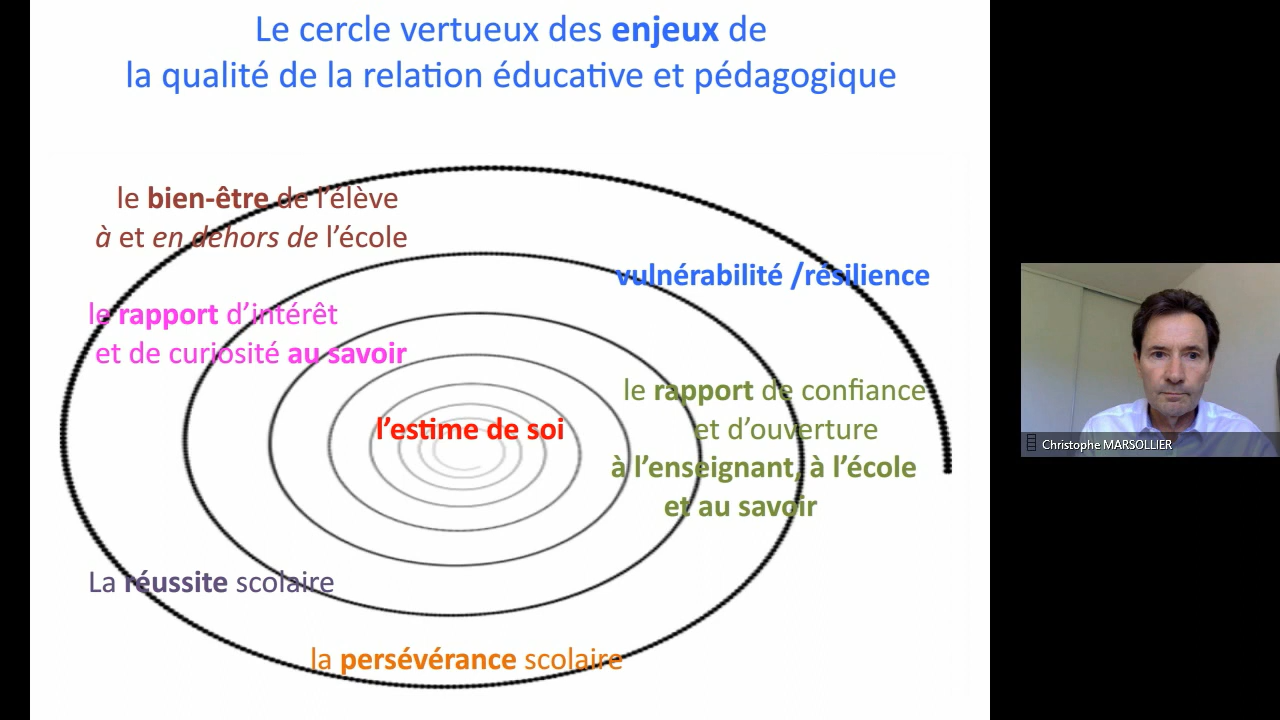 Le cercle vertueux des enjeux de
la qualité de la relation éducative et pédagogique
le bien-être de l'élève
à et en dehors de l'école
vulnérabilité /résilience
le rapport d'intérêt
et de curiosité au savoir
le rapport de confiance
et d'ouverture
à l'enseignant, à l'école
et au savoir
l'estime de soi
La réussite scolaire
la persévérance scolaire
Christophe MARSOLLIER